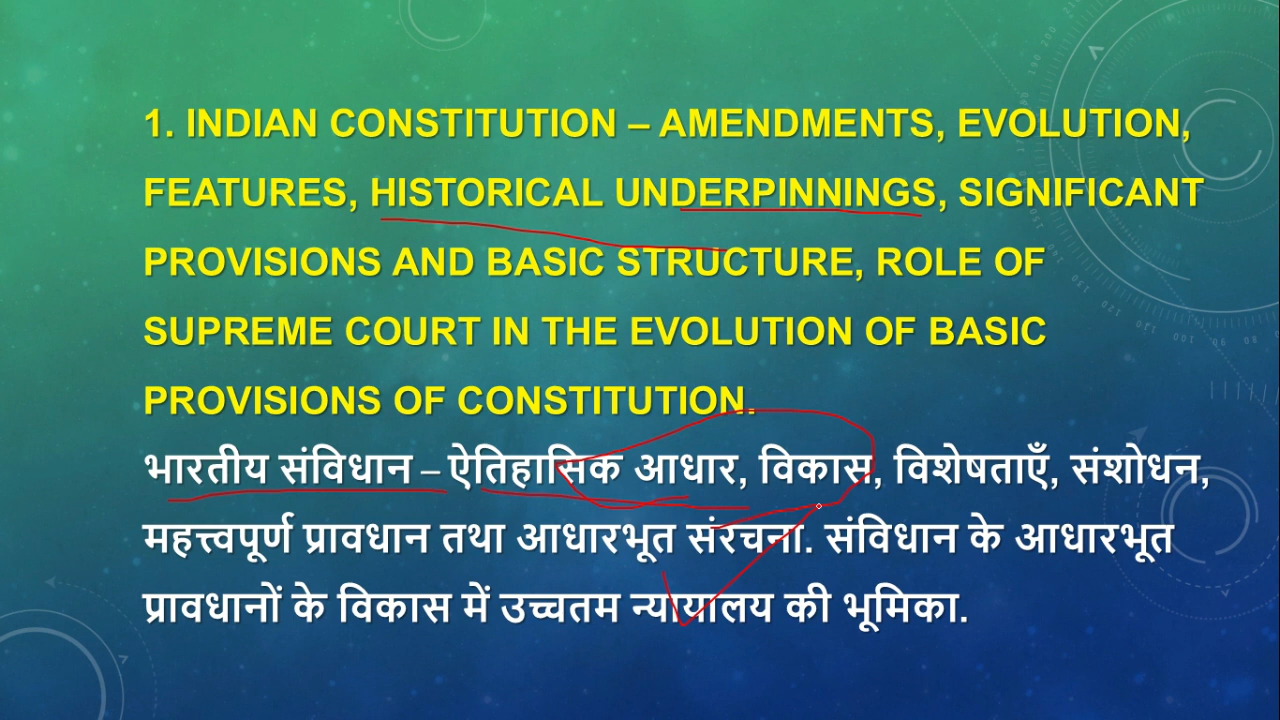 1. INDIAN CONSTITUTION – AMENDMENTS, EVOLUTION,
FEATURES, HISTORICAL UNDERPINNINGS, SIGNIFICANT
PROVISIONS AND BASIC STRUCTURE, ROLE OF
SUPREME COURT IN THE EVOLUTION OF BASIC
PROVISIONS OF CONSTITUTION.
भारतीय संविधान – ऐतिहासिक आधार, विकास, विशेषताएँ, संशोधन,
महत्त्वपूर्ण प्रावधान तथा आधारभूत संरचना. संविधान के आधारभूत
प्रावधानों के विकास में उच्चतम न्यायालय की भूमिका.